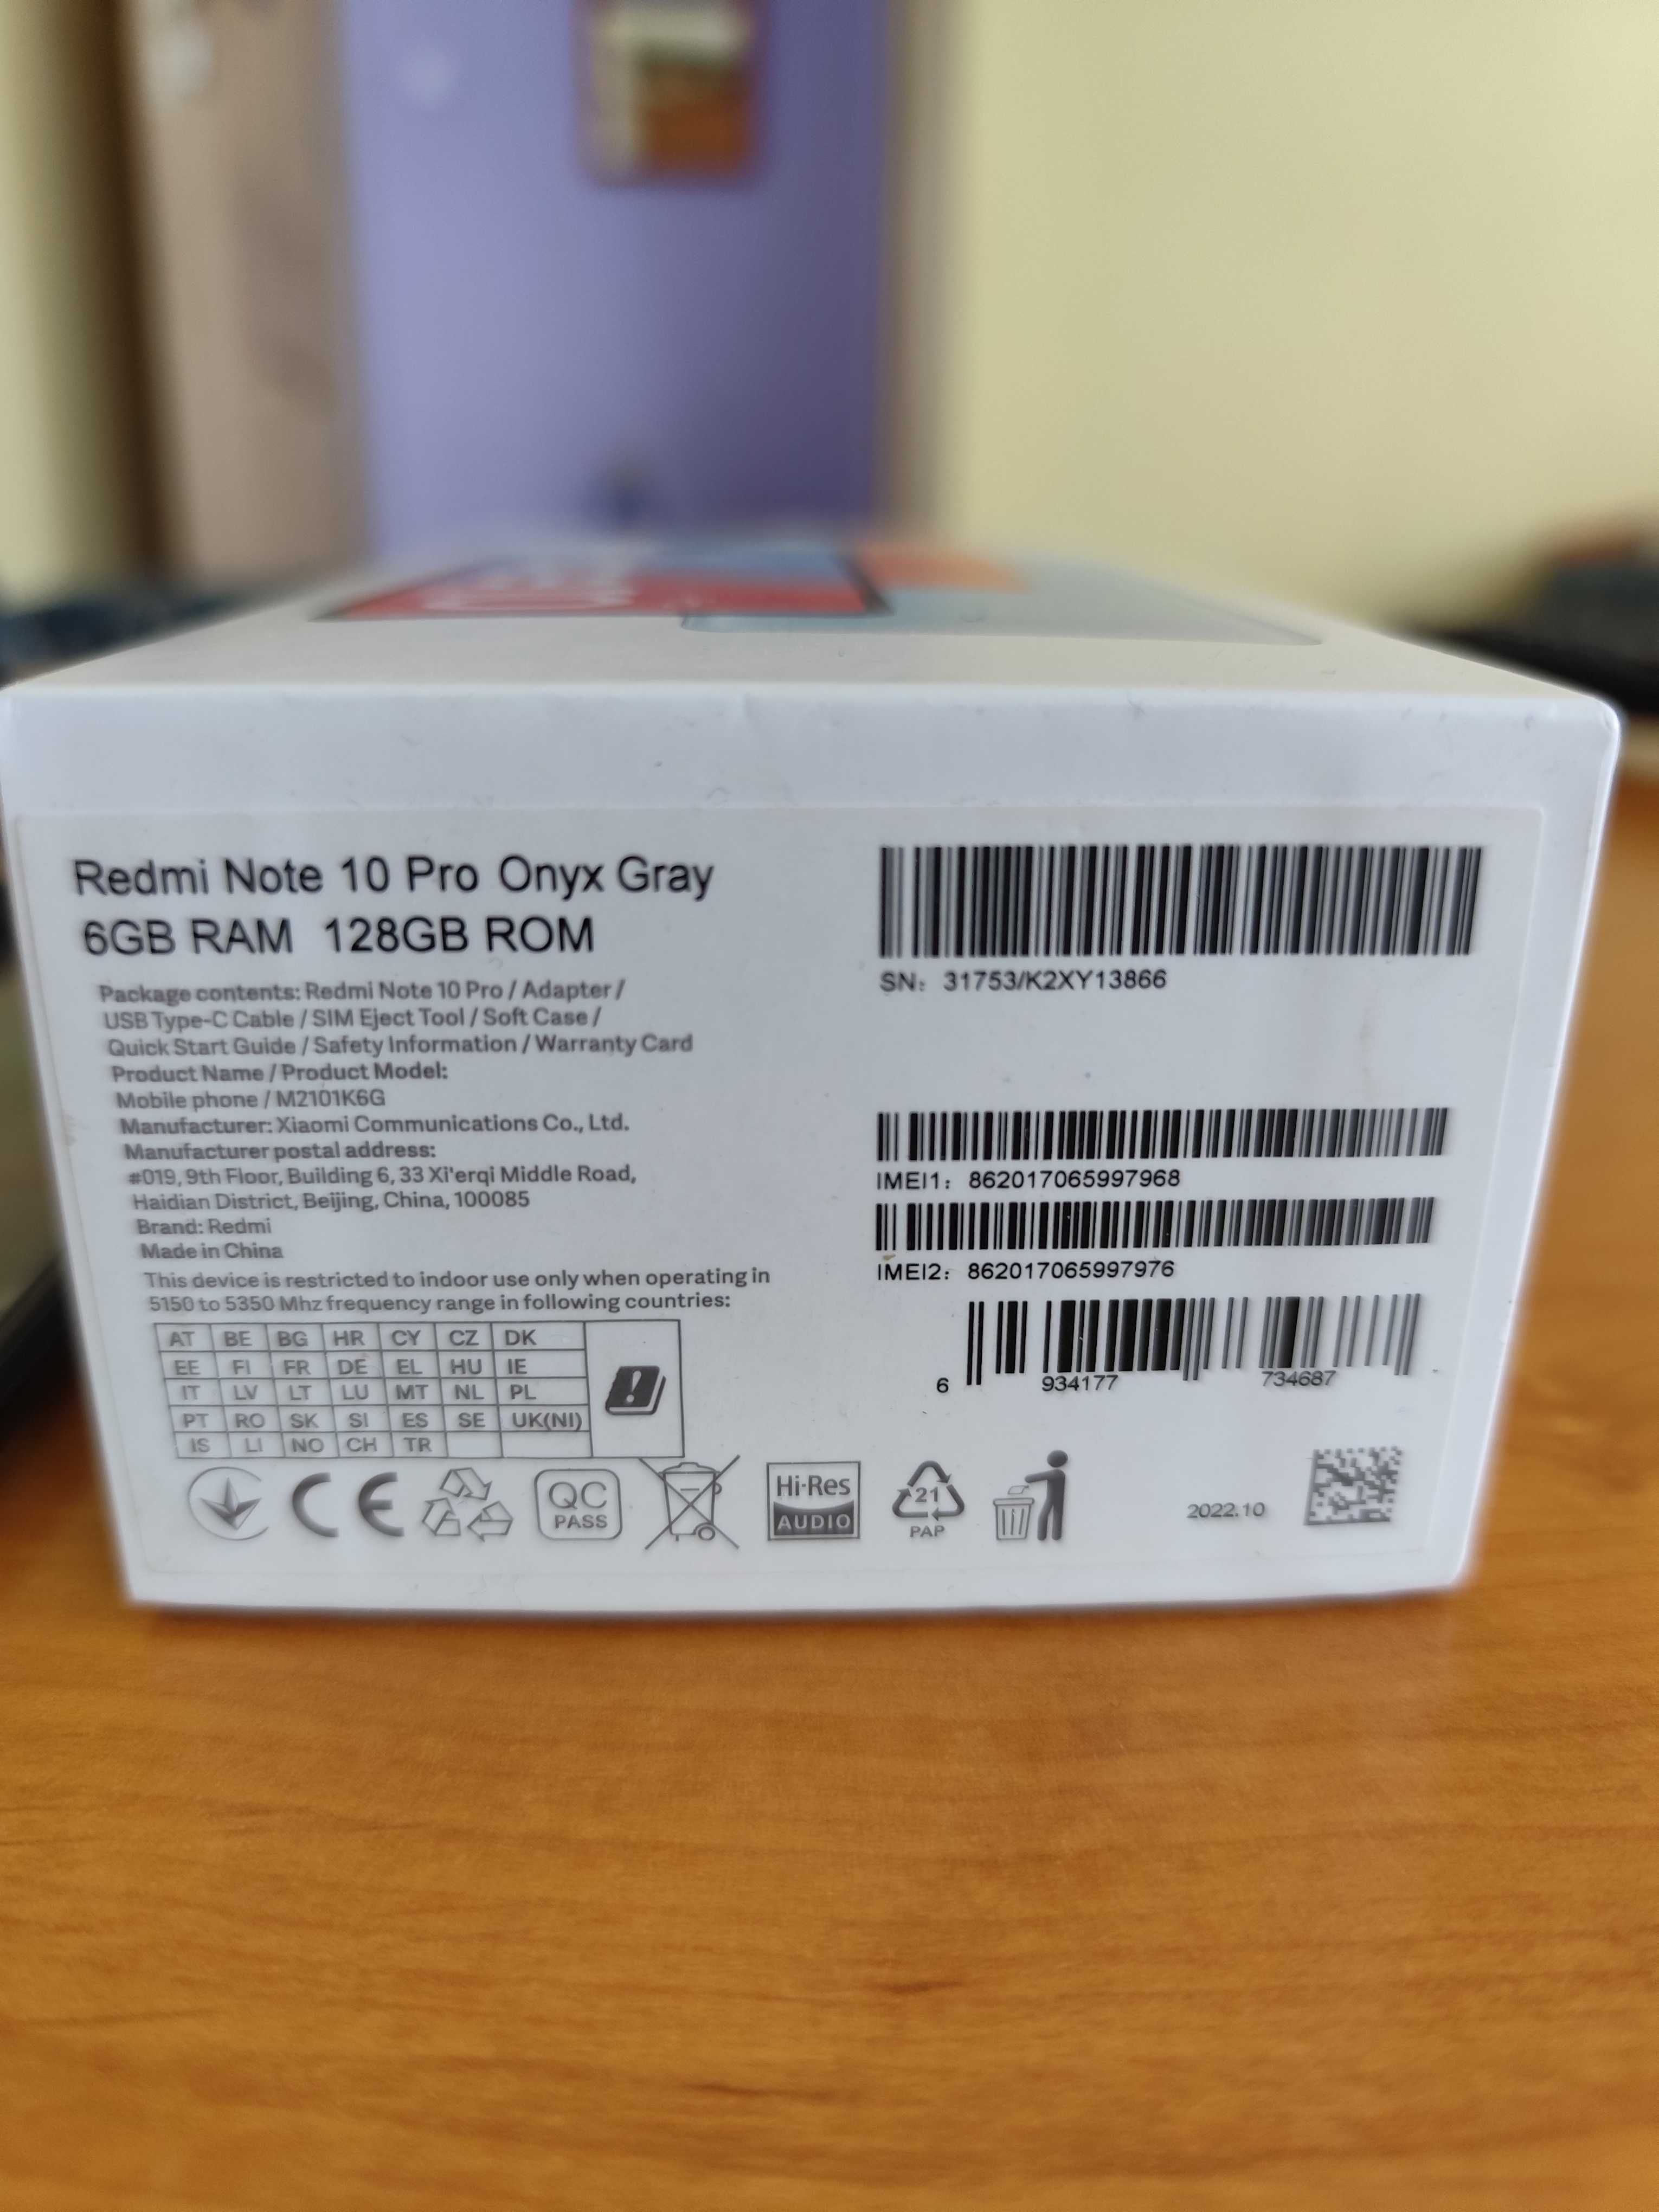 Redmi Note 10 Pro Onyx Gray
6GB RAM 128GB ROM
Package contents: Redmi Note 10 Pro / Adapter /
USB Type-C Cable / SIM Eject Tool / Soft Case /
Quick Start Guide / Safety Information / Warranty Card
Product Name / Product Model:
Mobile phone / M2101K6G
Manufacturer: Xiaomi Communications Co., Ltd.
Manufacturer postal address:
#019, 9th Floor, Building 6, 33 Xi'erqi Middle Road,
Haidian District, Beijing, China, 100085
Brand: Redmi
Made in China
This device is restricted to indoor use only when operating in
5150 to 5350 Mhz frequency range in following countries:
AT BE BG HR CY CZ DK
EE FI FR DE EL HU IE
IT LV LT LU MT NL PL
PT RO SK SI ES SE UK(NI)
IS LI NO CH TR
SN: 31753/K2XY13866
IMEI1: 862017065997968
IMEI2: 862017065997976
6 934177 734687
CE
QC
PASS
Hi-Res
AUDIO
21
PAP
2022.10